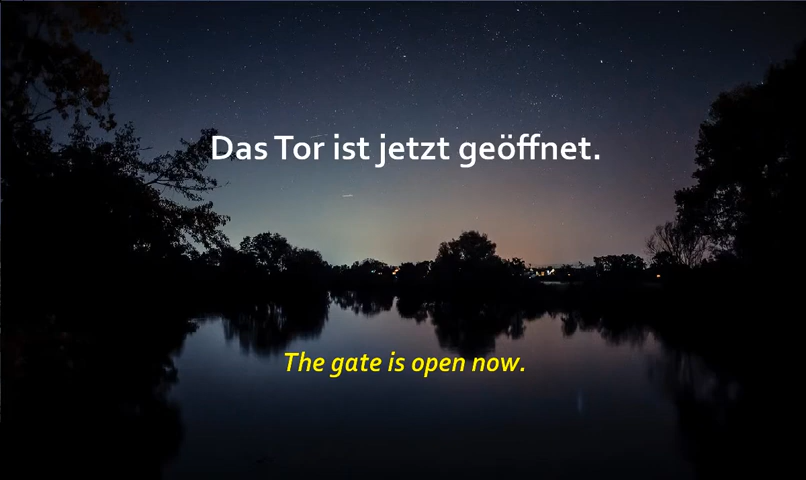 Das Tor ist jetzt geöffnet.
The gate is open now.